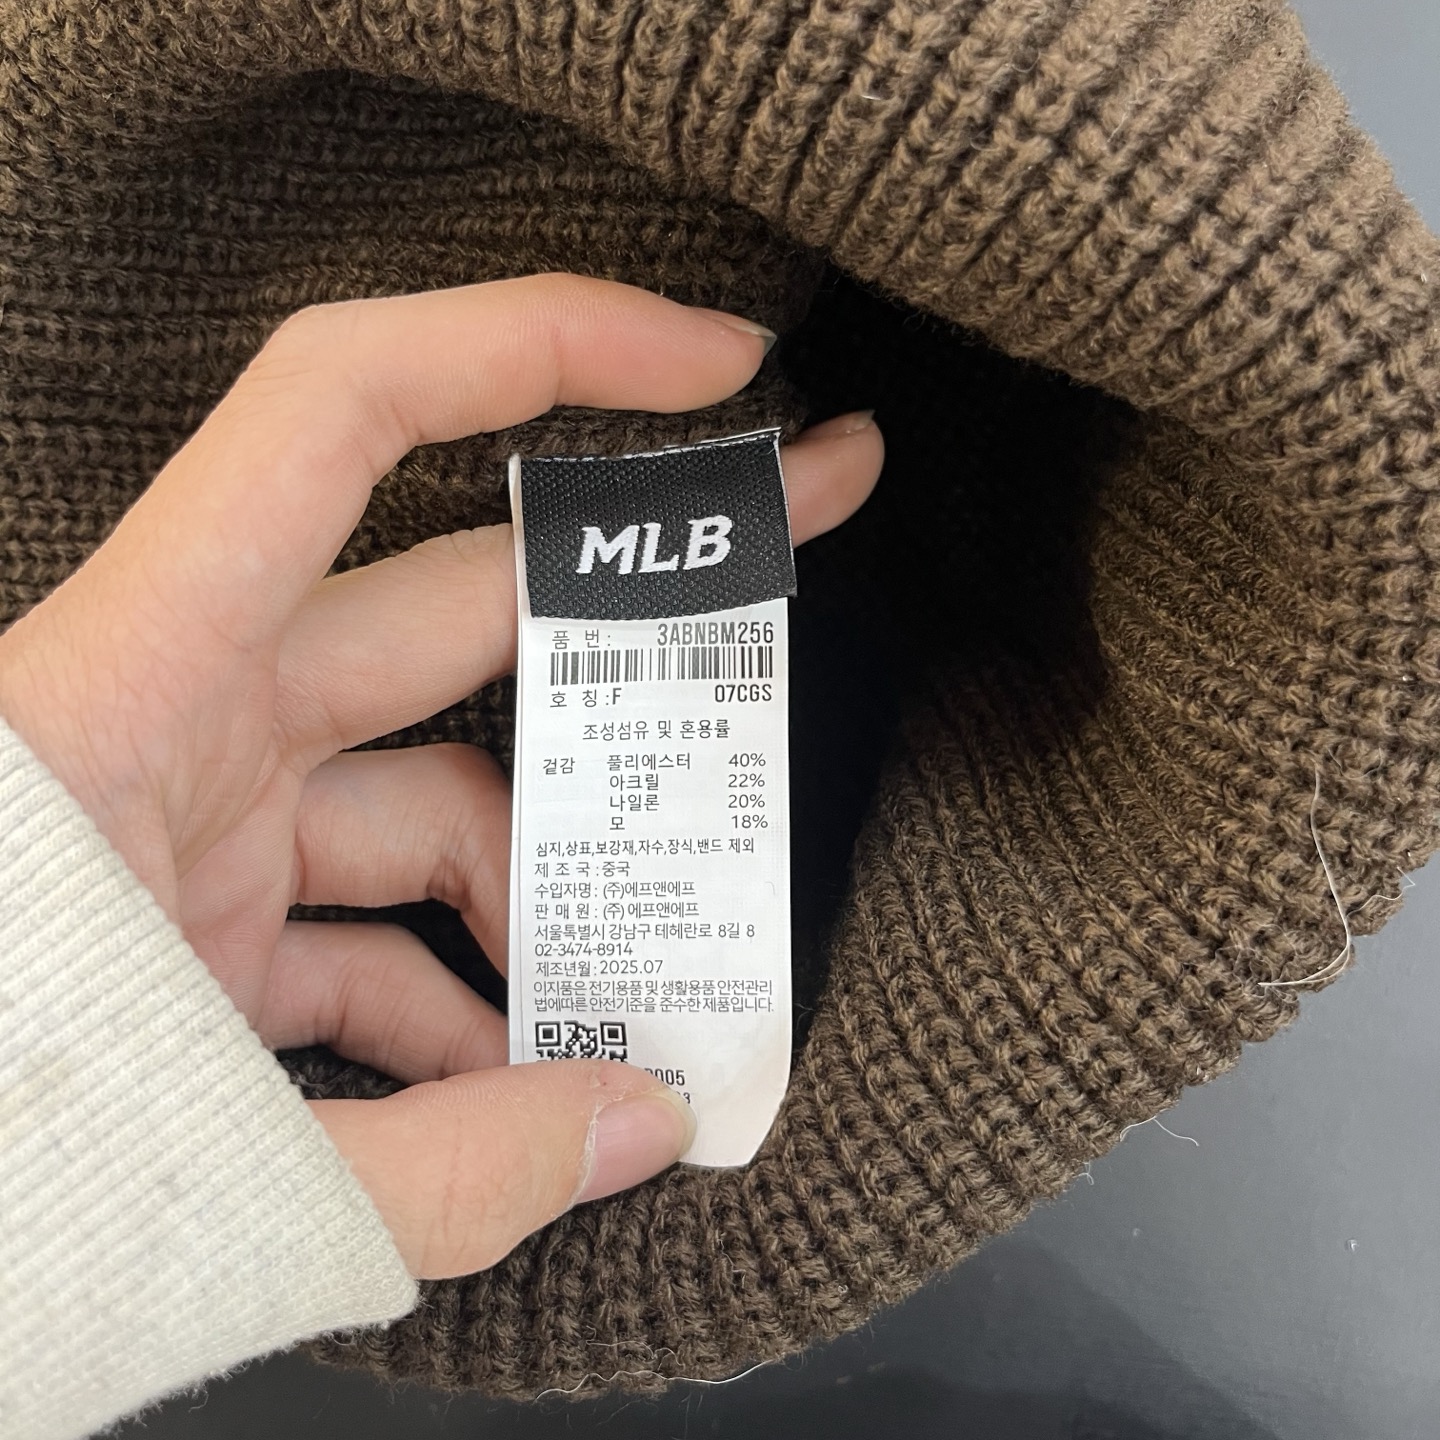 MLB
품 번: 3ABNBM256
호 칭:F 07CGS
조성섬유 및 혼용률
겉감 폴리에스터 40%
아크릴 22%
나일론 20%
모 18%
심지,상표,보강재,자수,장식,밴드 제외
제 조 국:중국
수입자명: (주)에프앤에프
판 매 원: (주)에프앤에프
서울특별시 강남구 테헤란로 8길 8
02-3474-8914
제조년월:2025.07
이지품은 전기용품 및 생활용품 안전관리
법에따른 안전기준을 준수한 제품입니다.